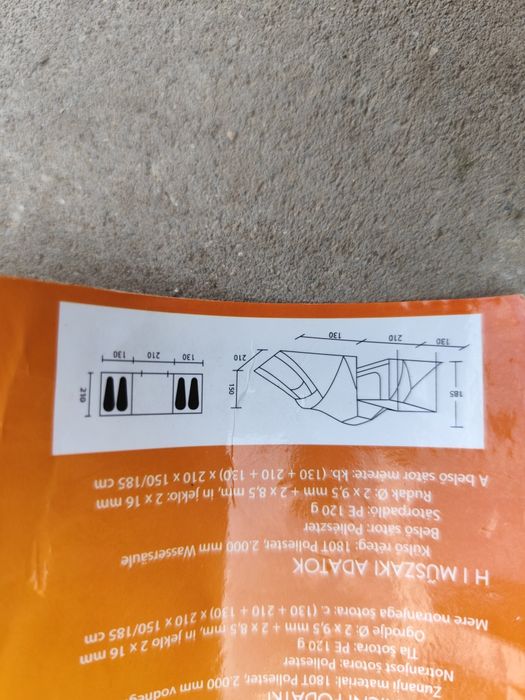 PODATKI
Zunanji material: 180T Poliester, 2.000 mm vodneg
Notranjost šotora: Poliester
Tla šotora: PE 120 g
Ogrodje Ø: 2 x 9,5 mm + 2 x 8,5 mm, in jeklo 2 x 16 mm
Mere notranjega šotora: c. (130 + 210 + 130) x 210 x 150/185 cm
H I MŰSZAKI ADATOK
Külső réteg: 180T Poliészter, 2.000 mm Wassersäule
Belső sátor: Poliészter
Sátorpadló: PE 120 g
Rudak Ø: 2 x 9,5 mm + 2 x 8,5 mm, in jeklo: 2 x 16 mm
A belső sátor mérete: kb. (130 + 210 + 130) x 210 x 150/185 cm
185
150
130
210
130
210
210
130
210
130